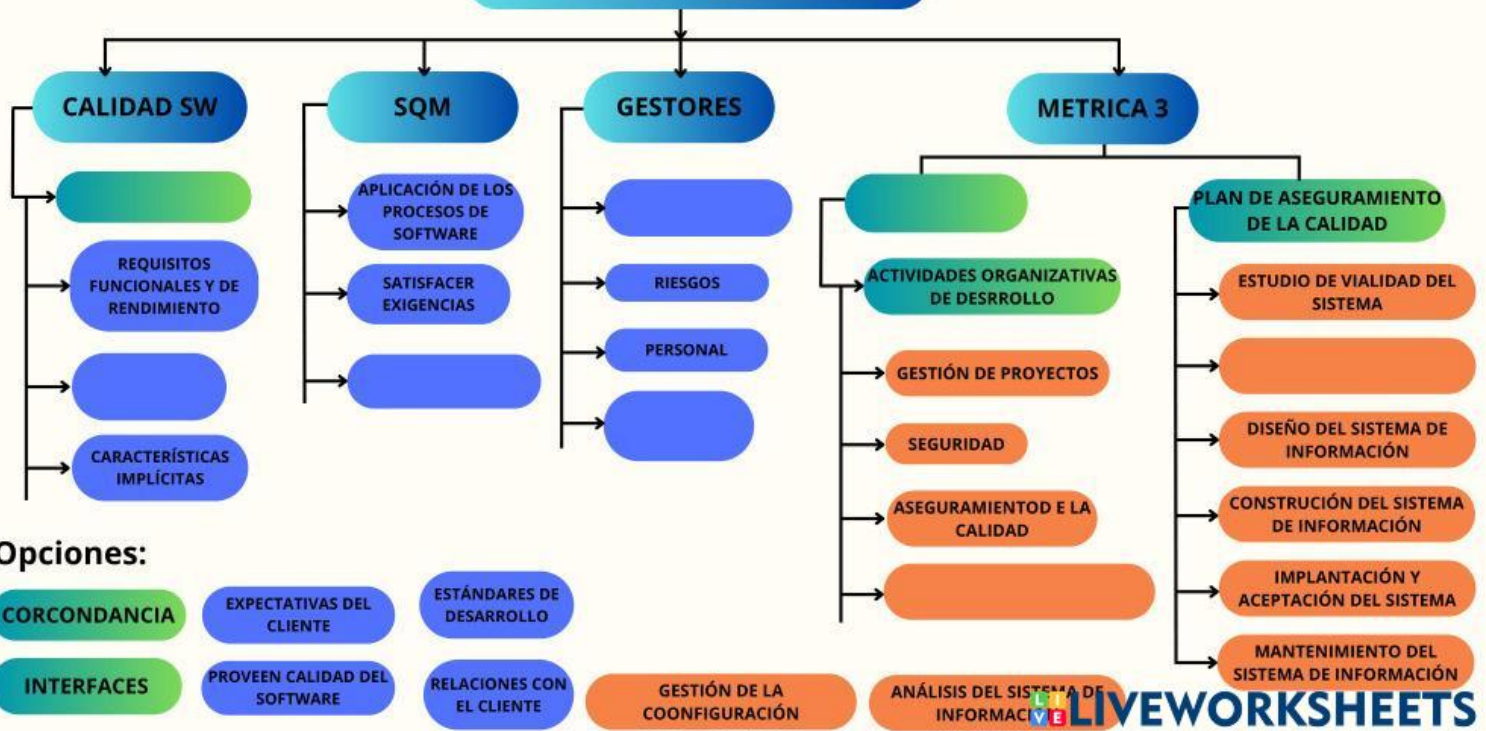 CALIDAD SW
REQUISITOS
FUNCIONALES Y DE
RENDIMIENTO
CARACTERÍSTICAS
IMPLÍCITAS
SQM
APLICACIÓN DE LOS
PROCESOS DE
SOFTWARE
SATISFACER
EXIGENCIAS
GESTORES
RIESGOS
PERSONAL
METRICA 3
ACTIVIDADES ORGANIZATIVAS
DE DESRROLLO
GESTIÓN DE PROYECTOS
SEGURIDAD
ASEGURAMIENTOD E LA
CALIDAD
PLAN DE ASEGURAMIENTO
DE LA CALIDAD
ESTUDIO DE VIALIDAD DEL
SISTEMA
DISEÑO DEL SISTEMA DE
INFORMACIÓN
CONSTRUCIÓN DEL SISTEMA
DE INFORMACIÓN
IMPLANTACIÓN Y
ACEPTACIÓN DEL SISTEMA
MANTENIMIENTO DEL
SISTEMA DE INFORMACIÓN
Opciones:
CORCONDANCIA
EXPECTATIVAS DEL
CLIENTE
ESTÁNDARES DE
DESARROLLO
INTERFACES
PROVEEN CALIDAD DEL
SOFTWARE
RELACIONES CON
EL CLIENTE
GESTIÓN DE LA
COONFIGURACIÓN
ANÁLISIS DEL SISTEMA DE
INFORMACI
LIVE LIVEWORKSHEETS